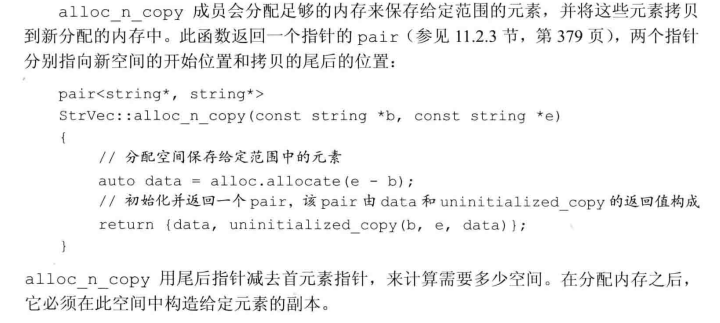 alloc_n_copy 成员会分配足够的内存来保存给定范围的元素，并将这些元素拷贝
到新分配的内存中。此函数返回一个指针的 pair（参见 11.2.3 节，第 379 页），两个指针
分别指向新空间的开始位置和拷贝的尾后的位置：
pair<string*, string*>
StrVec::alloc_n_copy(const string *b, const string *e)
{
// 分配空间保存给定范围中的元素
auto data = alloc.allocate(e - b);
// 初始化并返回一个 pair，该 pair 由 data 和 uninitialized_copy 的返回值构成
return {data, uninitialized_copy(b, e, data)};
}
alloc_n_copy 用尾后指针减去首元素指针，来计算需要多少空间。在分配内存之后，
它必须在此空间中构造给定元素的副本。